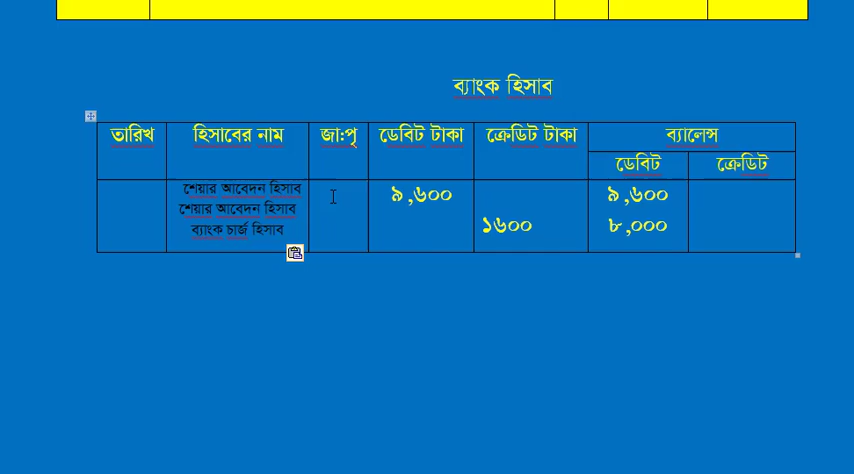 ব্যাংক হিসাব
তারিখ হিসাবের নাম জা:পৃ ডেবিট টাকা ক্রেডিট টাকা ব্যালেন্স
ডেবিট ক্রেডিট
শেয়ার আবেদন হিসাব ৯,৬০০ ৯,৬০০
শেয়ার আবেদন হিসাব ১৬০০ ৮,০০০
ব্যাংক চার্জ হিসাব